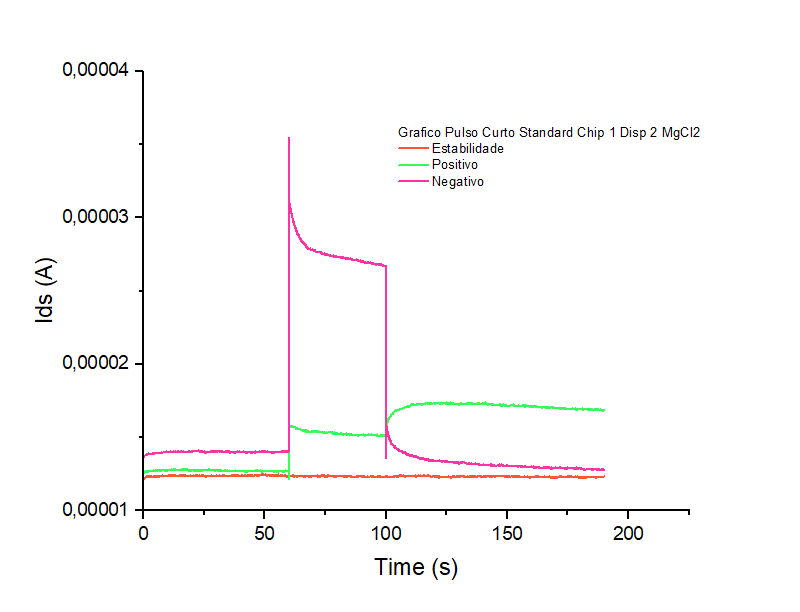 0,00004
Grafico Pulso Curto Standard Chip 1 Disp 2 MgCl2
Estabilidade
Positivo
Negativo
0,00003
Ids (A)
0,00002
0,00001
0 50 100 150 200
Time (s)